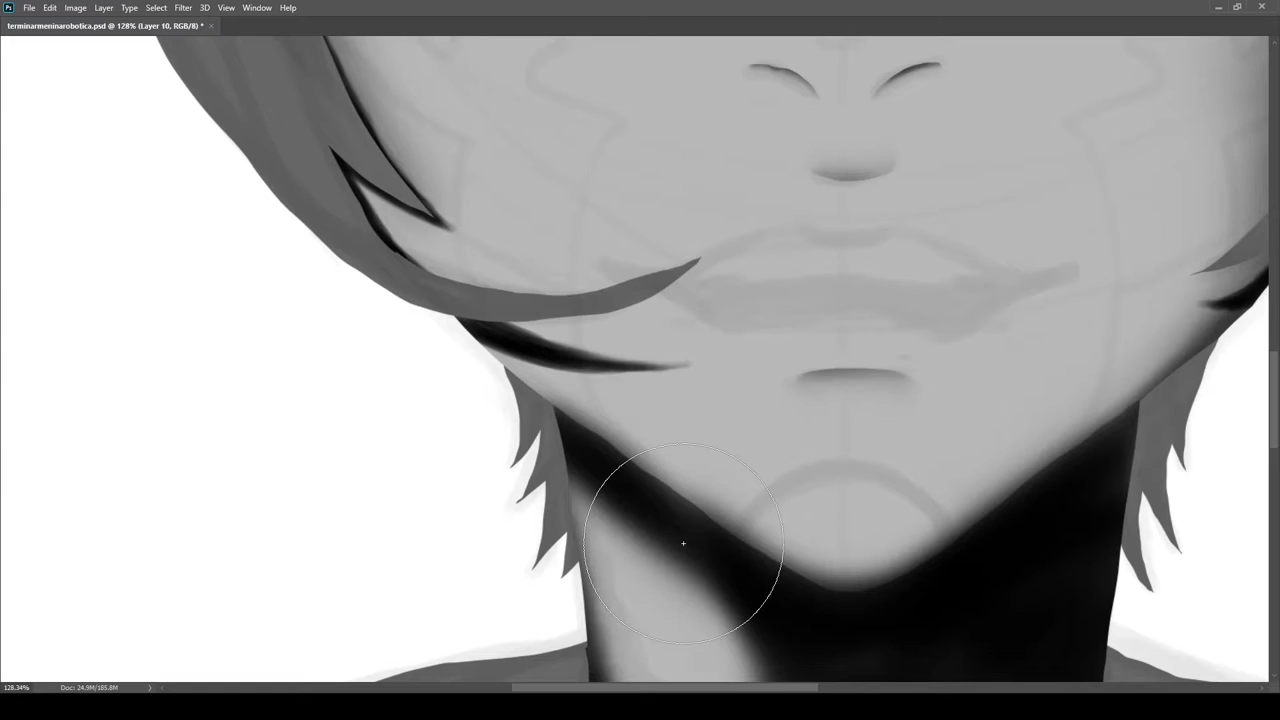 Ps File Edit Image Layer Type Select Filter 3D View Window Help
terminarmeninarobotica.psd @ 128% (Layer 10, RGB/8) *
128.34% Doc: 24.9M/185.8M